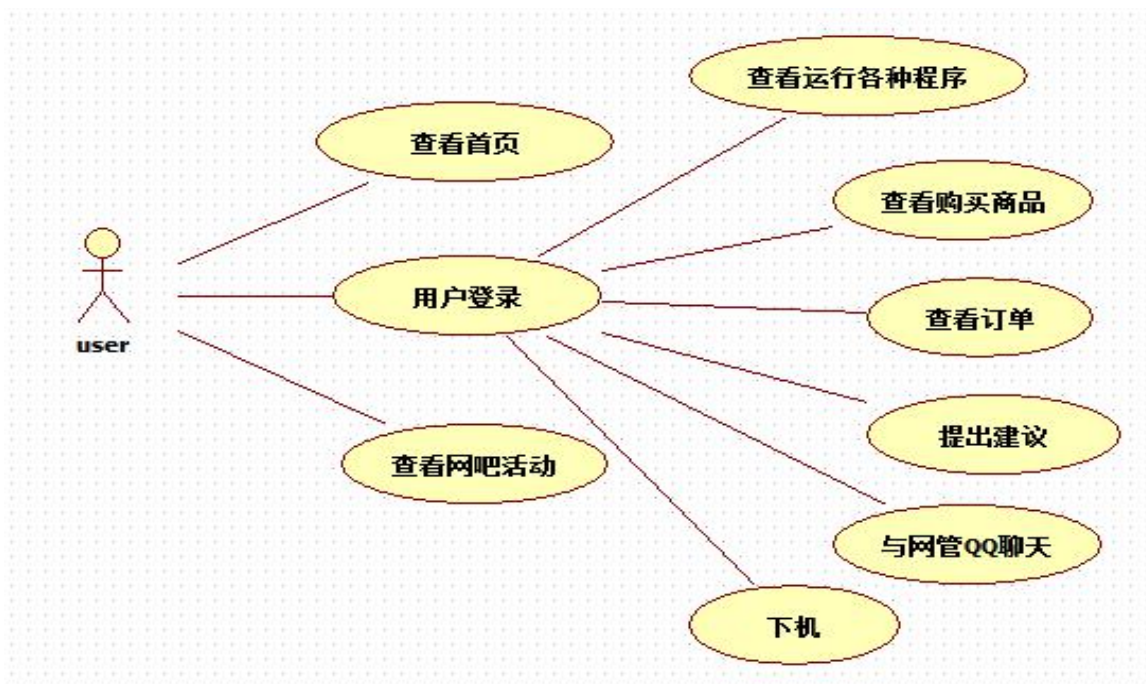 查看运行各种程序
查看首页
查看购买商品
用户登录
查看订单
user
提出建议
查看网吧活动
与网管QQ聊天
下机